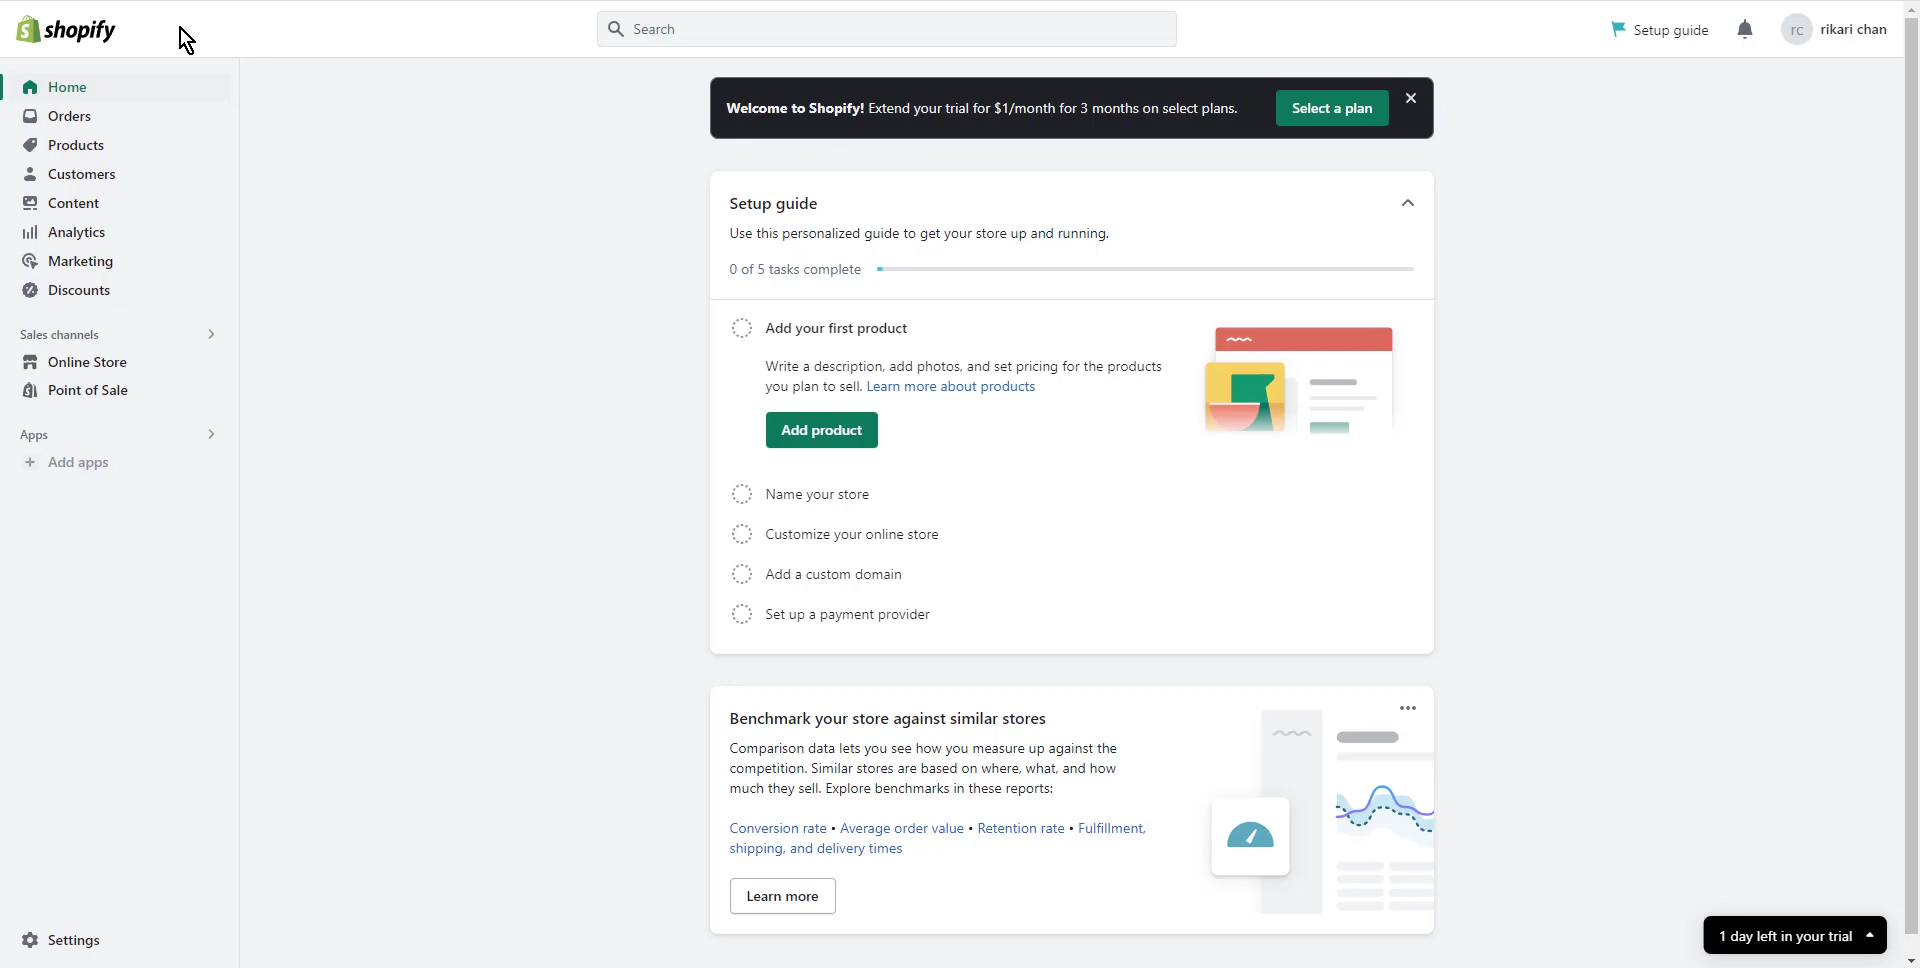 shopify
Search
Setup guide
rc
rikari chan
Home
Orders
Products
Customers
Content
Analytics
Marketing
Discounts
Sales channels
Online Store
Point of Sale
Apps
Add apps
Settings
Welcome to Shopify! Extend your trial for $1/month for 3 months on select plans.
Select a plan
Setup guide
Use this personalized guide to get your store up and running.
0 of 5 tasks complete
Add your first product
Write a description, add photos, and set pricing for the products
you plan to sell. Learn more about products
Add product
Name your store
Customize your online store
Add a custom domain
Set up a payment provider
Benchmark your store against similar stores
Comparison data lets you see how you measure up against the
competition. Similar stores are based on where, what, and how
much they sell. Explore benchmarks in these reports:
Conversion rate • Average order value • Retention rate • Fulfillment,
shipping, and delivery times
Learn more
1 day left in your trial